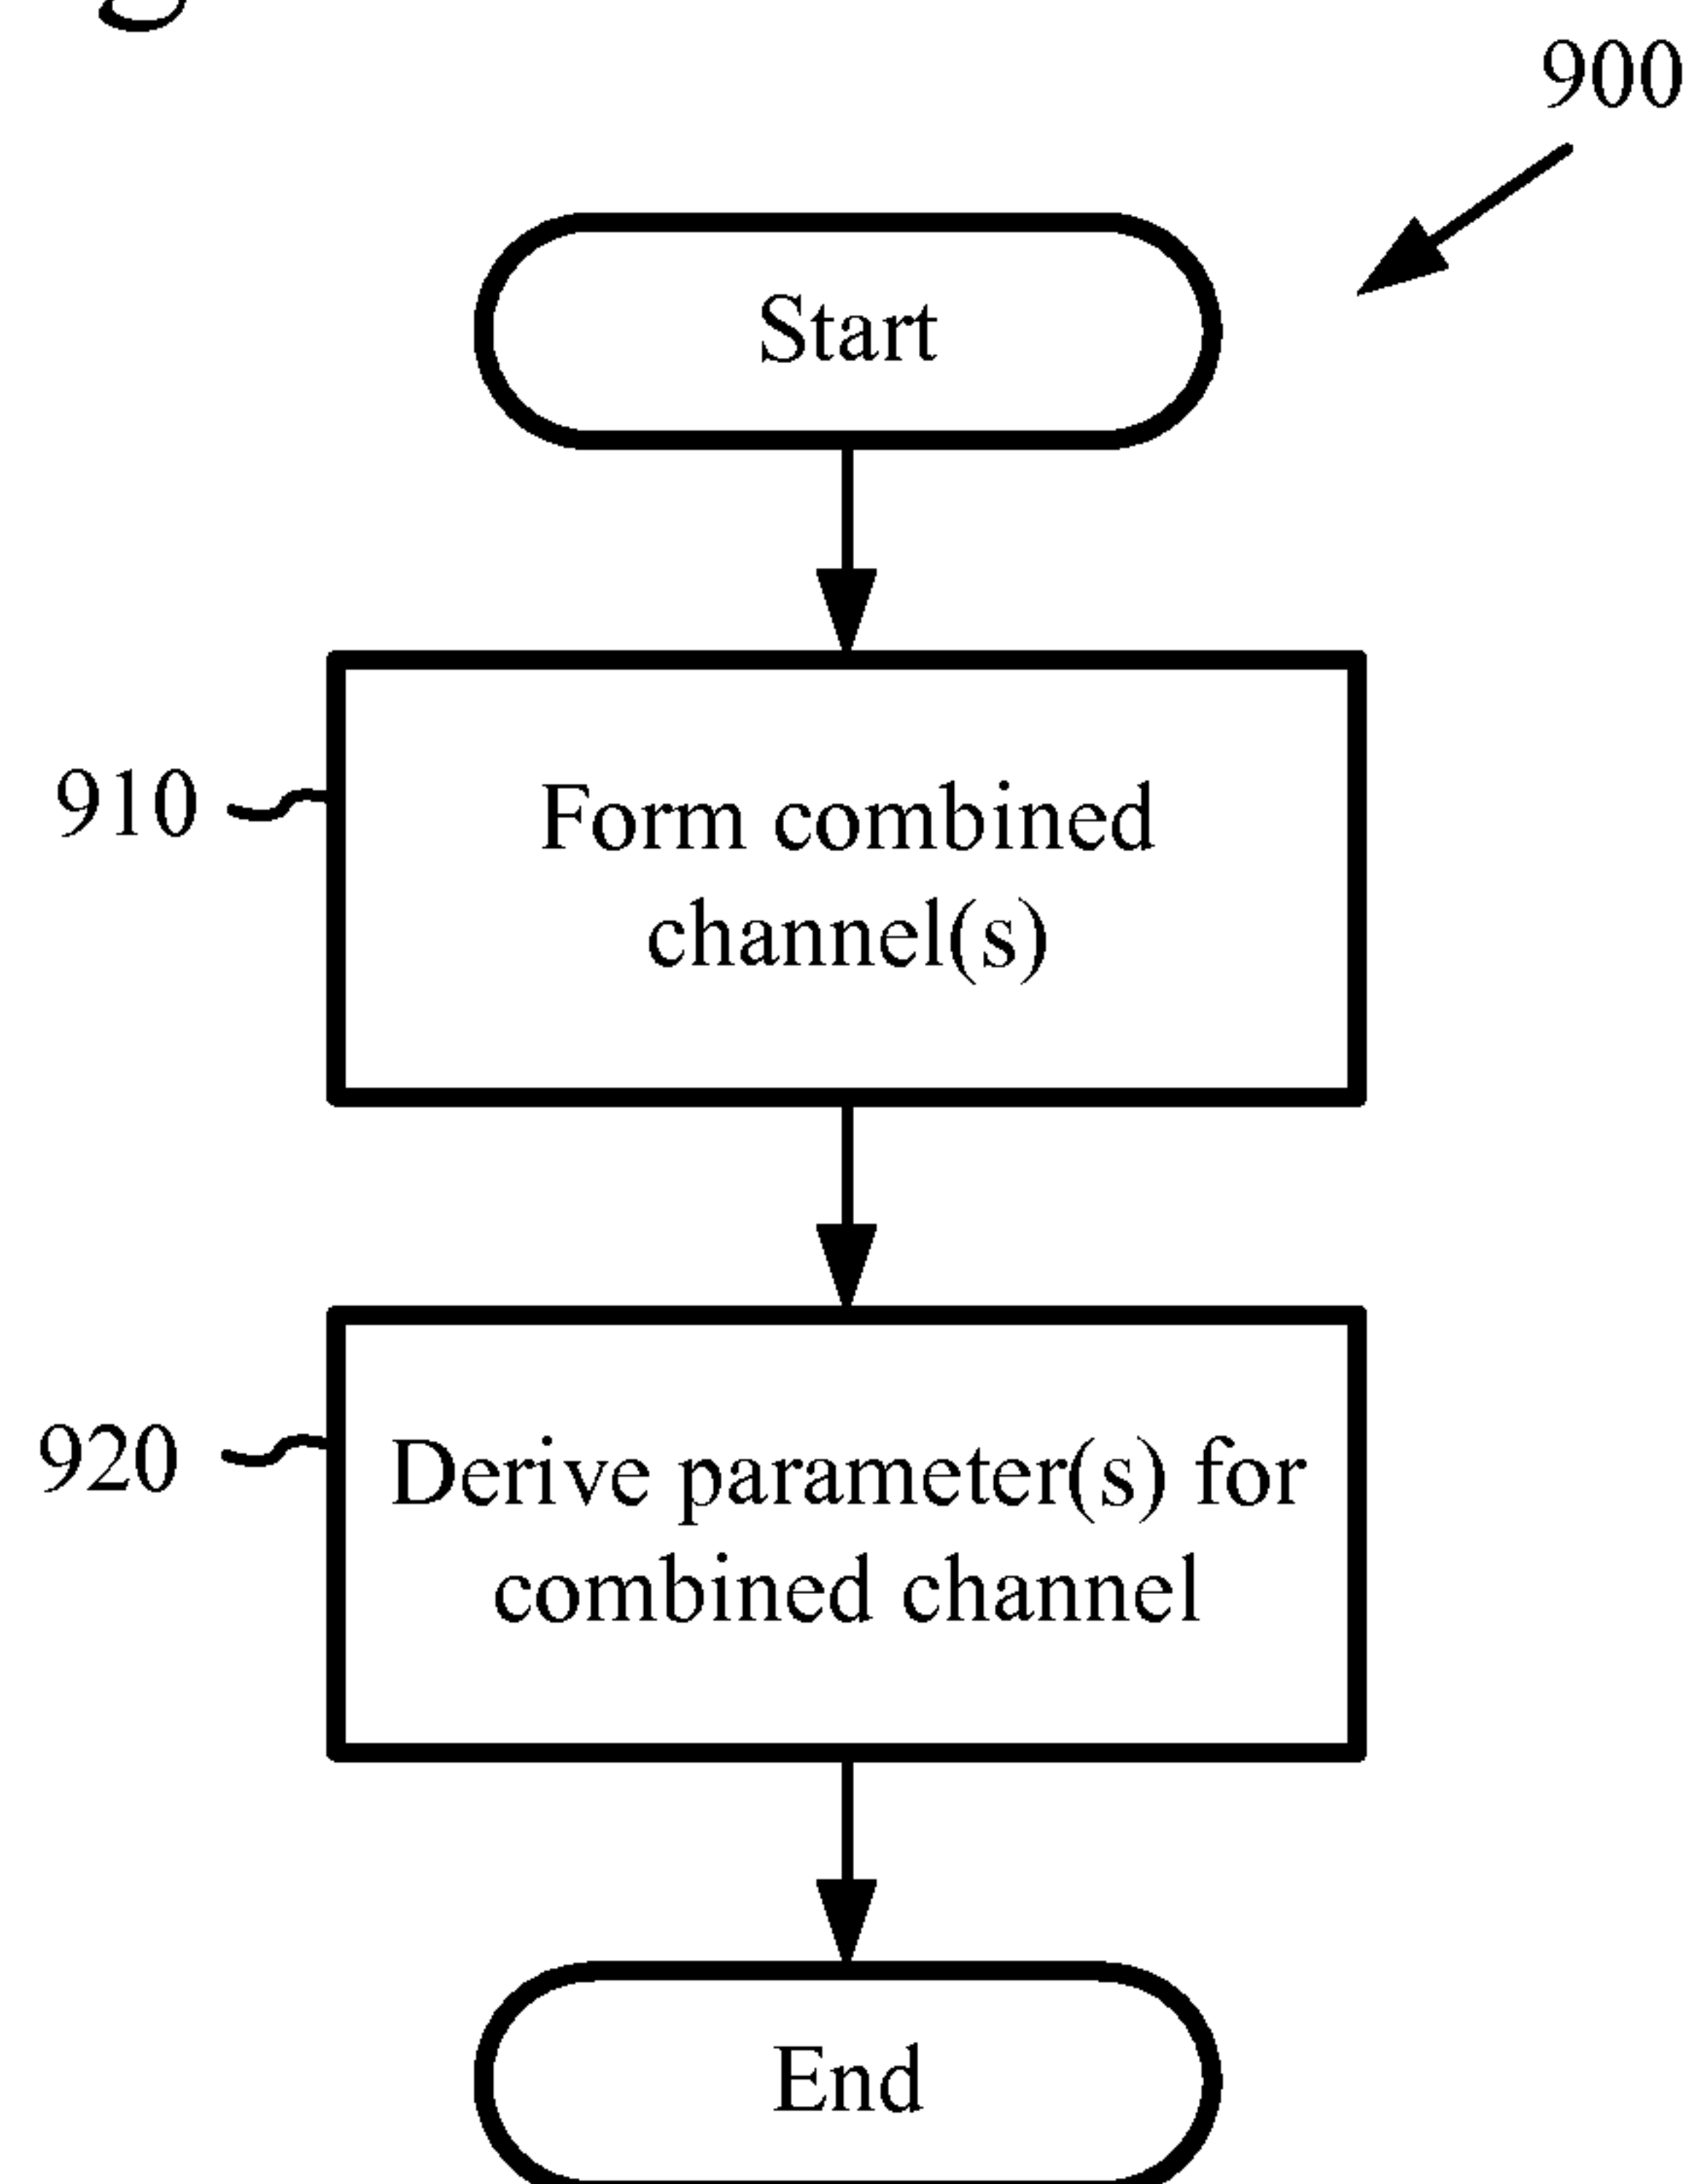 900
Start
910
Form combined
channel(s)
920
Derive parameter(s) for
combined channel
End